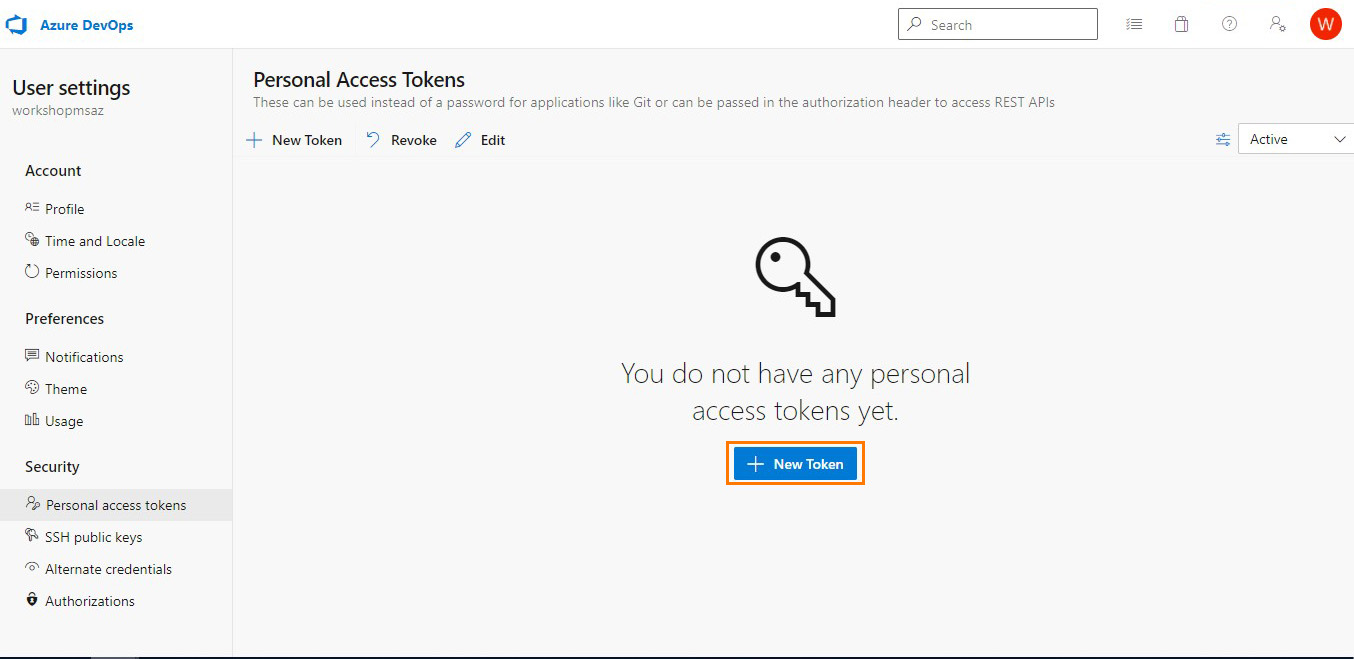 Azure DevOps
Search
W
User settings
workshopmsaz
Account
Profile
Time and Locale
Permissions
Preferences
Notifications
Theme
Usage
Security
Personal access tokens
SSH public keys
Alternate credentials
Authorizations
Personal Access Tokens
These can be used instead of a password for applications like Git or can be passed in the authorization header to access REST APIs
New Token Revoke Edit
Active
You do not have any personal
access tokens yet.
New Token